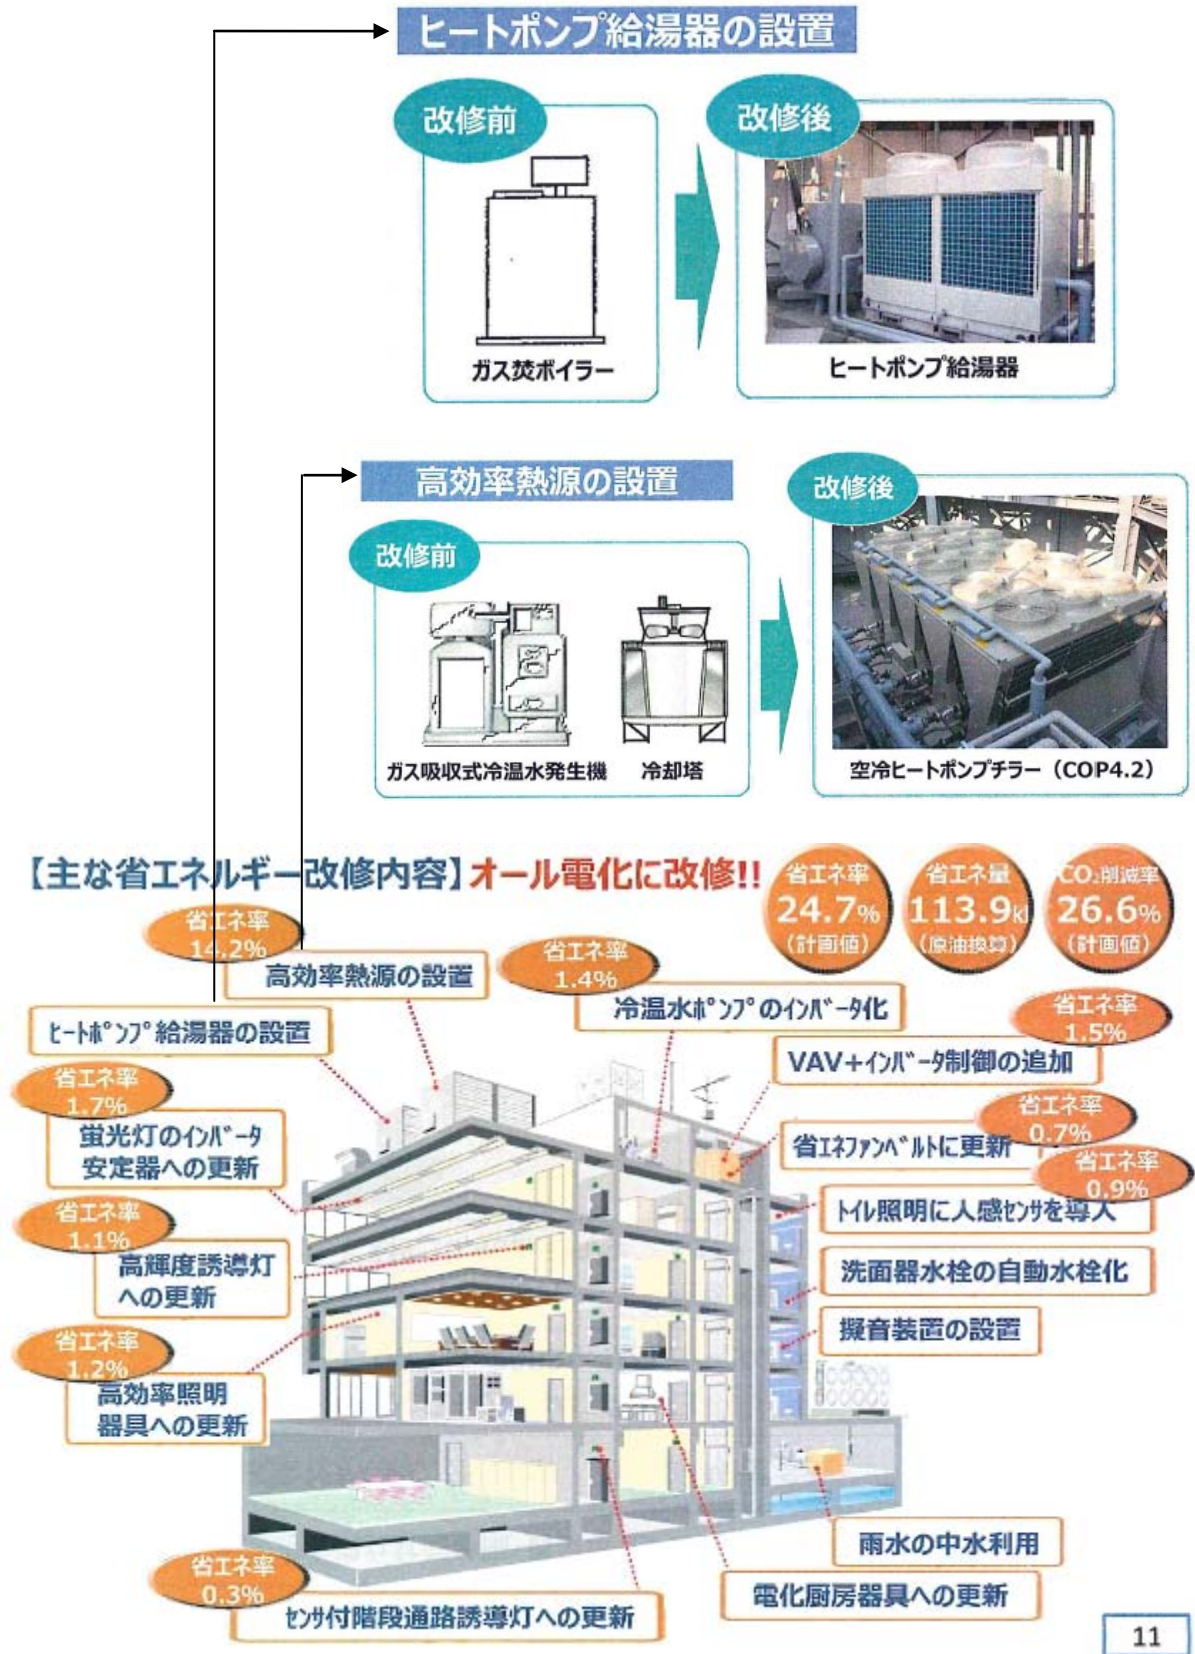 ヒートポンプ給湯器の設置
改修前
改修後
ガス焚ボイラー
ヒートポンプ給湯器
高効率熱源の設置
改修前
改修後
ガス吸収式冷温水発生機
冷却塔
空冷ヒートポンプチラー（COP4.2）
【主な省エネルギー改修内容】オール電化に改修!!
省エネ率
24.7%
（計画値）
省エネ量
113.9kl
（原油換算）
CO₂削減率
26.6%
（計画値）
省エネ率
14.2%
高効率熱源の設置
省エネ率
1.4%
冷温水ﾎﾟﾝﾌﾟのｲﾝﾊﾞｰﾀ化
ﾋｰﾄﾎﾟﾝﾌﾟ給湯器の設置
省エネ率
1.5%
VAV+ｲﾝﾊﾞｰﾀ制御の追加
省エネ率
1.7%
蛍光灯のｲﾝﾊﾞｰﾀ
安定器への更新
省エネ率
0.7%
省ｴﾈﾌｧﾝﾍﾞﾙﾄに更新
省エネ率
0.9%
ﾄｲﾚ照明に人感ｾﾝｻを導入
省エネ率
1.1%
高輝度誘導灯
への更新
洗面器水栓の自動水栓化
擬音装置の設置
省エネ率
1.2%
高効率照明
器具への更新
雨水の中水利用
電化厨房器具への更新
省エネ率
0.3%
ｾﾝｻ付階段通路誘導灯への更新
11